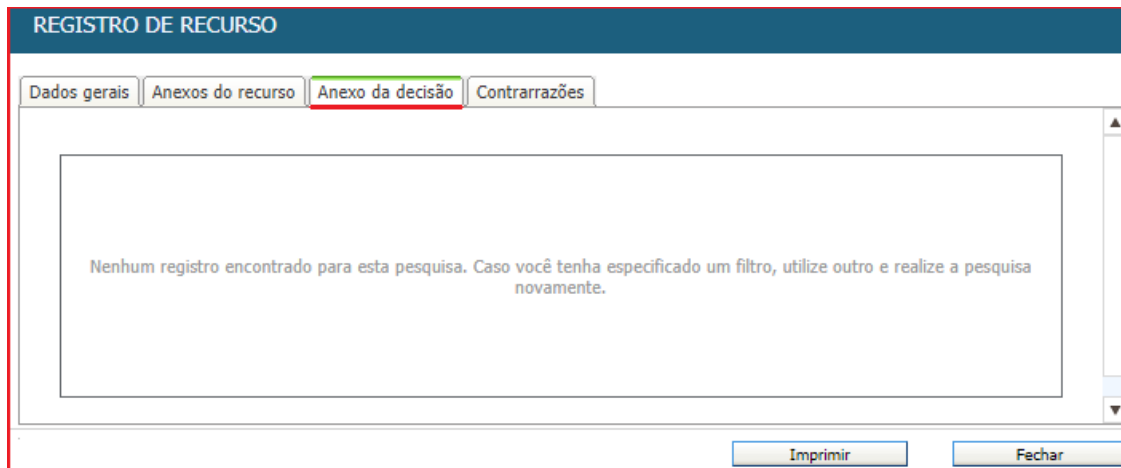 REGISTRO DE RECURSO
Dados gerais Anexos do recurso Anexo da decisão Contrarrazões
Nenhum registro encontrado para esta pesquisa. Caso você tenha especificado um filtro, utilize outro e realize a pesquisa
novamente.
Imprimir Fechar